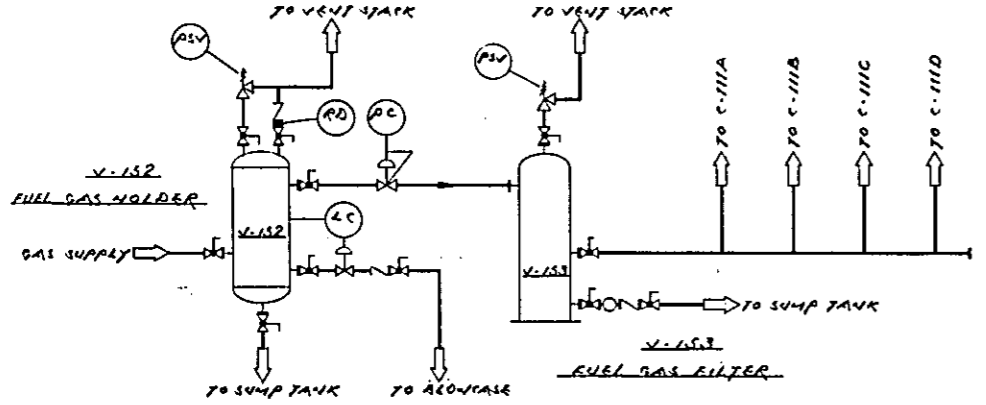 TO VENT STACK
TO VENT STACK
PSV
PSV
RD
PC
TO C-111A
TO C-111B
TO C-111C
TO C-111D
V-152
FUEL GAS HOLDER
LC
V-152
GAS SUPPLY
V-153
TO SUMP TANK
V-153
FUEL GAS FILTER
TO SUMP TANK
TO BLOWCASE